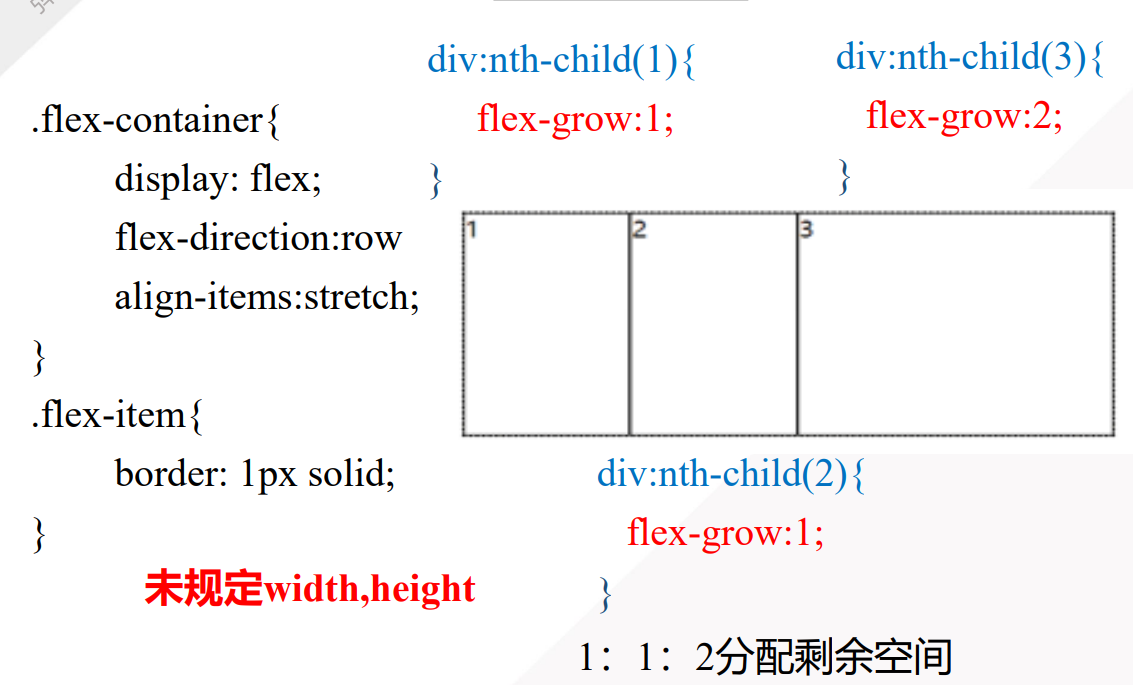 .flex-container{
display: flex;
flex-direction:row
align-items:stretch;
}
.flex-item{
border: 1px solid;
}
未规定width,height
div:nth-child(1){
flex-grow:1;
}
div:nth-child(3){
flex-grow:2;
}
1
2
3
div:nth-child(2){
flex-grow:1;
}
1：1：2分配剩余空间